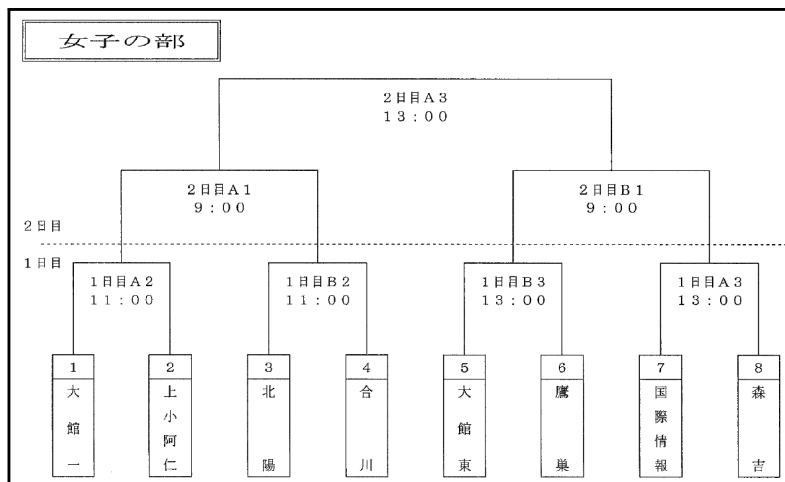 女子の部
2日目A3
13:00
2日目A1
9:00
2日目B1
9:00
2日目
1日目
1日目A2
11:00
1日目B2
11:00
1日目B3
13:00
1日目A3
13:00
1
大館一
2
上小阿仁
3
北陽
4
合川
5
大館東
6
鷹巣
7
国際情報
8
森吉